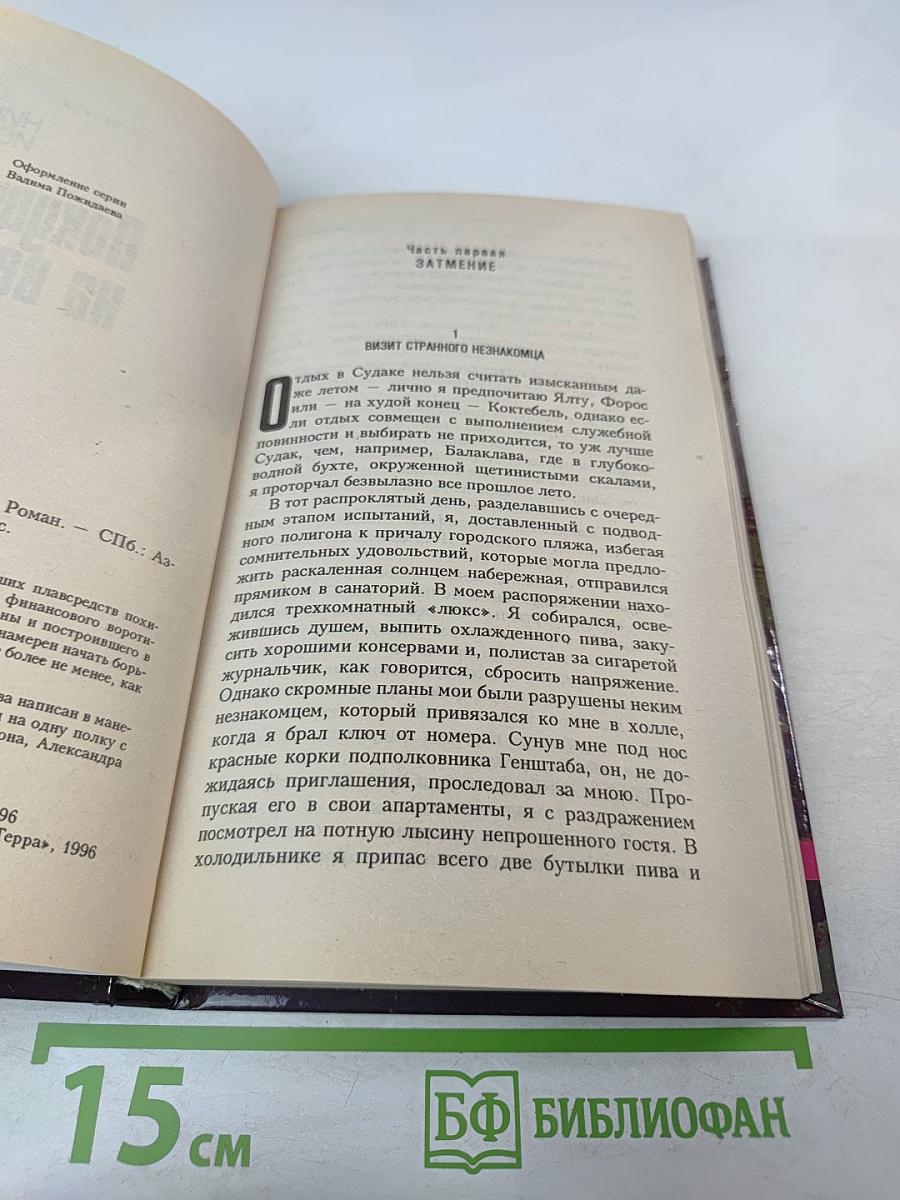 Оформление серии
Вадима Пожидаева
Роман. — СПб.: Аз-
с.
ших плавсредств похи-
финансового вороти-
ны и построившего в
намерен начать борь-
более не менее, как
ва написан в мане-
на одну полку с
она, Александра
96
Терра», 1996
Часть первая
ЗАТМЕНИЕ
1
ВИЗИТ СТРАННОГО НЕЗНАКОМЦА
Отдых в Судаке нельзя считать изысканным да-
же летом — лично я предпочитаю Ялту, Форос
или — на худой конец — Коктебель, однако ес-
ли отдых совмещен с выполнением служебной
повинности и выбирать не приходится, то уж лучше
Судак, чем, например, Балаклава, где в глубоко-
водной бухте, окруженной щетинистыми скалами,
я проторчал безвылазно все прошлое лето.
В тот распроклятый день, разделавшись с очеред-
ным этапом испытаний, я, доставленный с подвод-
ного полигона к причалу городского пляжа, избегая
сомнительных удовольствий, которые могла предло-
жить раскаленная солнцем набережная, отправился
прямиком в санаторий. В моем распоряжении нахо-
дился трехкомнатный «люкс». Я собирался, осве-
жившись душем, выпить охлажденного пива, заку-
сить хорошими консервами и, полистав за сигаретой
журнальчик, как говорится, сбросить напряжение.
Однако скромные планы мои были разрушены неким
незнакомцем, который привязался ко мне в холле,
когда я брал ключ от номера. Сунув мне под нос
красные корки подполковника Генштаба, он, не до-
жидаясь приглашения, проследовал за мною. Про-
пуская его в свои апартаменты, я с раздражением
посмотрел на потную лысину непрошенного гостя. В
холодильнике я припас всего две бутылки пива и
15 см
БФ БИБЛИОФАН